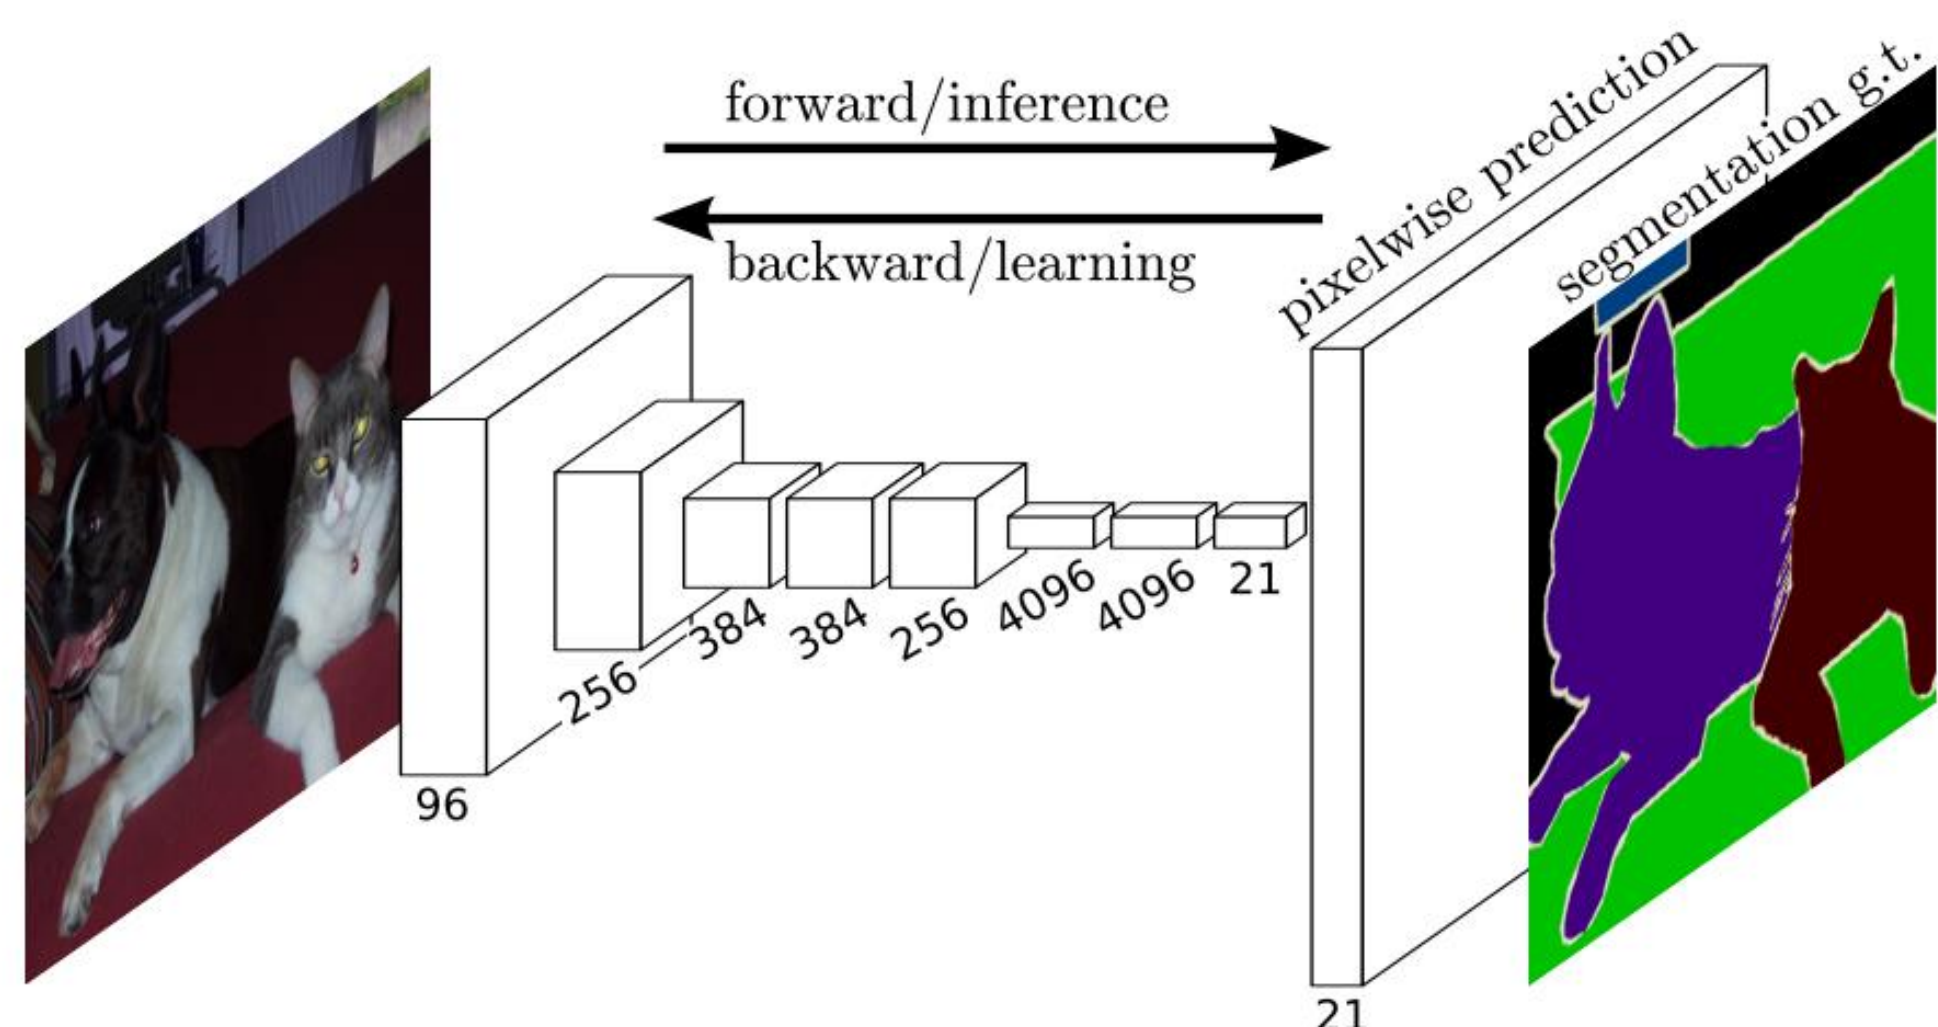 forward/inference
backward/learning
pixelwise prediction
segmentation g.t.
96
256
384
384
256
4096
4096
21
21